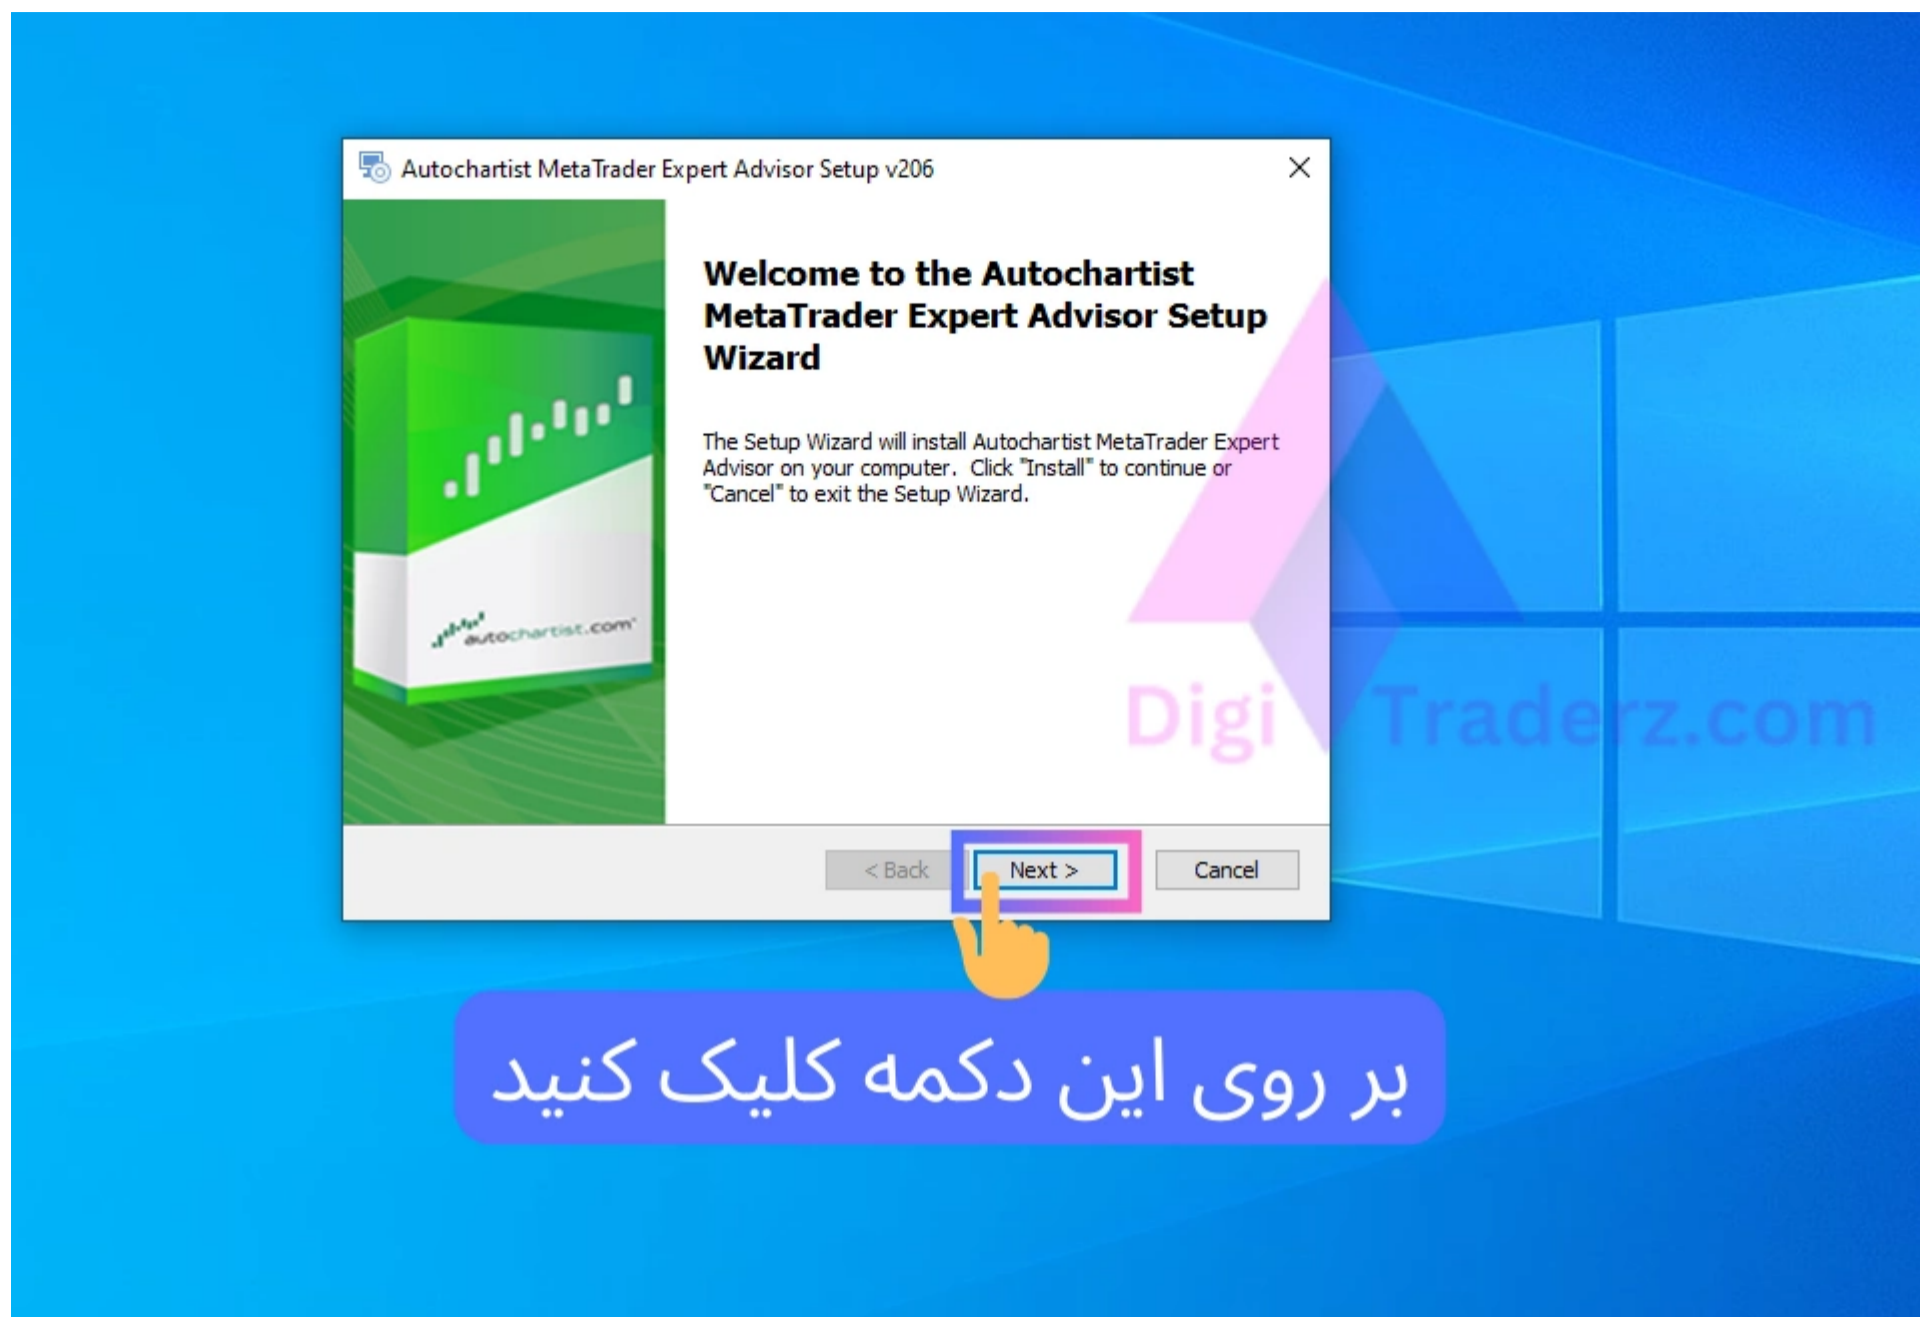 Autochartist MetaTrader Expert Advisor Setup v206
Welcome to the Autochartist
MetaTrader Expert Advisor Setup
Wizard
The Setup Wizard will install Autochartist MetaTrader Expert
Advisor on your computer. Click "Install" to continue or
"Cancel" to exit the Setup Wizard.
autochartist.com
Digi Traderz.com
< Back
Next >
Cancel
بر روی این دکمه کلیک کنید